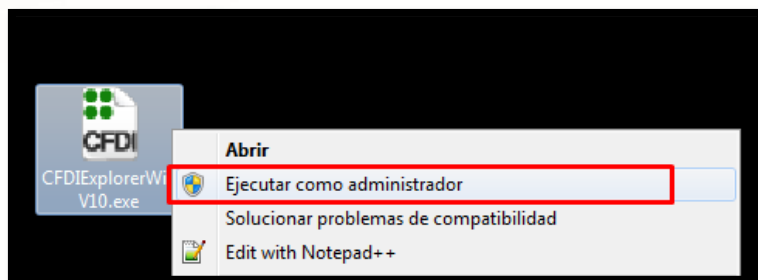 CFDI
CFDIExplorerWi
V10.exe
Abrir
Ejecutar como administrador
Solucionar problemas de compatibilidad
Edit with Notepad++